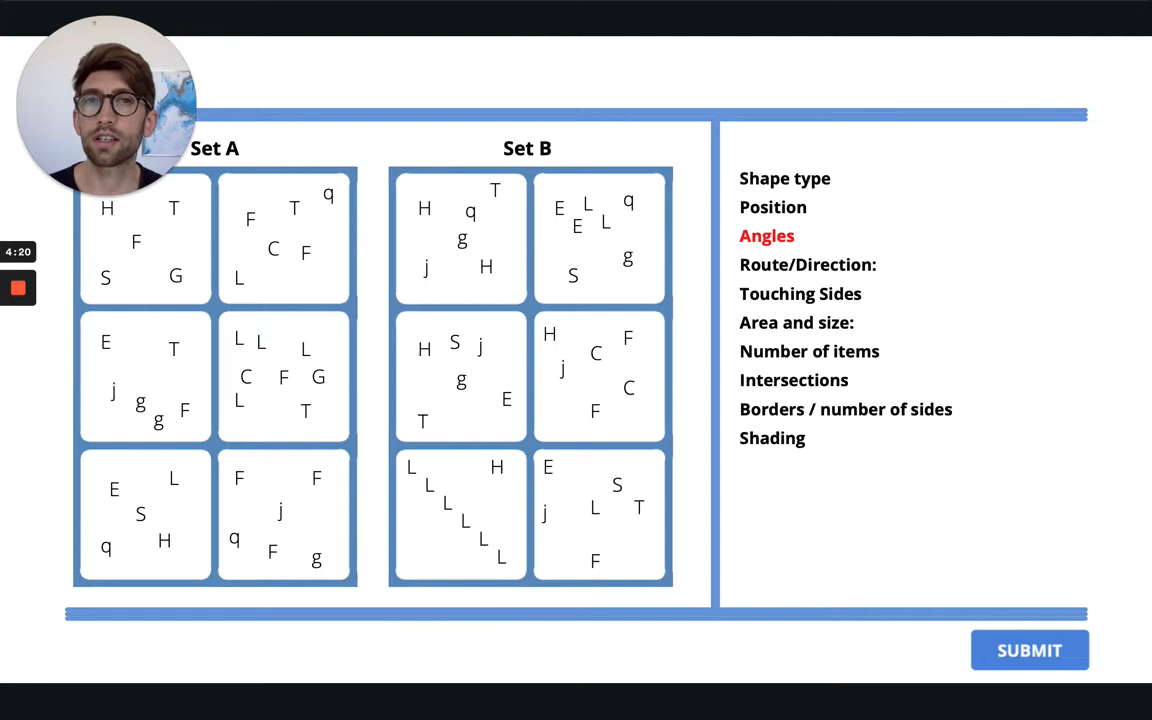 Set A
Set B
H T
F
S G
q
T
F
C F
L
T
H q
g
j H
E L q
E L
g
S
E T
j
g F
g
L L L
C F G
L T
H S j
g
E
T
H F
C
j
C
F
E L
S
q H
F F
j
q F g
L H
L
L
L
L
L
E
S
j L T
F
Shape type
Position
Angles
Route/Direction:
Touching Sides
Area and size:
Number of items
Intersections
Borders / number of sides
Shading
4:20
SUBMIT